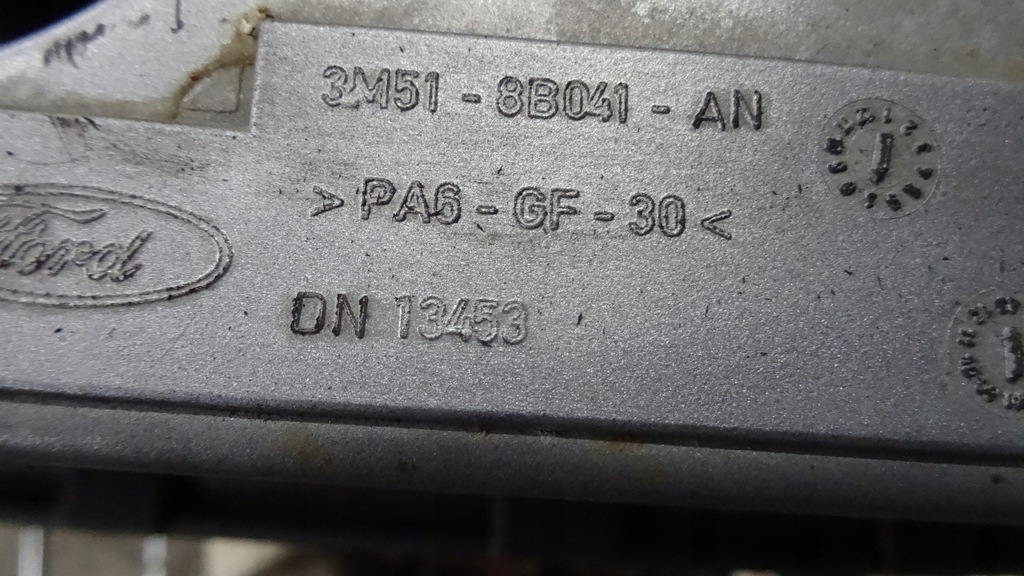 3M51 - 8B041 - AN
> PA6 - GF - 30 <
Ford
DN 13453